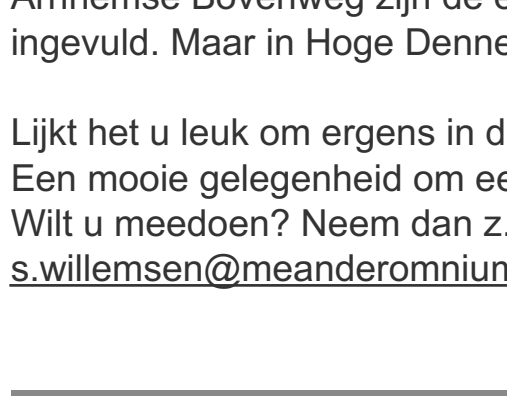 Arnhemse Bovenweg zijn de e
ingevuld. Maar in Hoge Denne
Lijkt het u leuk om ergens in d
Een mooie gelegenheid om ee
Wilt u meedoen? Neem dan z.
s.willemsen@meanderomnium